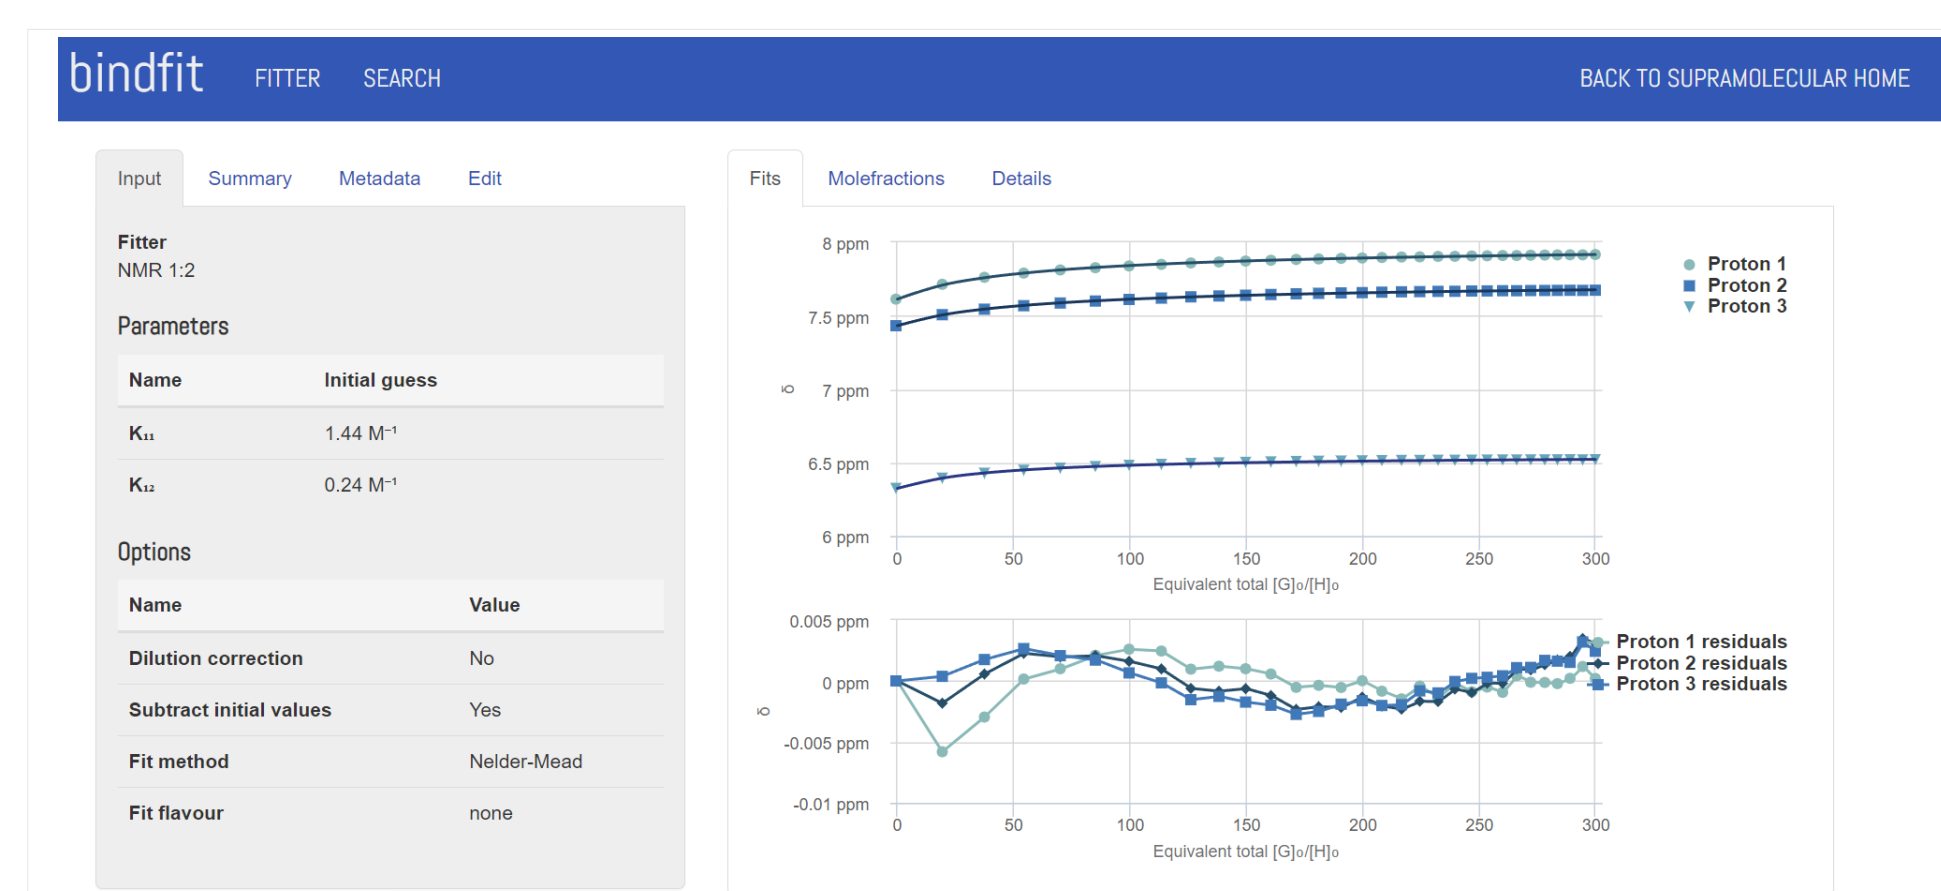 bindfit FITTER SEARCH BACK TO SUPRAMOLECULAR HOME
Input Summary Metadata Edit
Fitter
NMR 1:2
Parameters
Name Initial guess
K₁₁ 1.44 M⁻¹
K₁₂ 0.24 M⁻¹
Options
Name Value
Dilution correction No
Subtract initial values Yes
Fit method Nelder-Mead
Fit flavour none
Fits Molefractions Details
8 ppm
7.5 ppm
7 ppm
6.5 ppm
6 ppm
δ
0 50 100 150 200 250 300
Equivalent total [G]₀/[H]₀
Proton 1
Proton 2
Proton 3
0.005 ppm
0 ppm
-0.005 ppm
-0.01 ppm
δ
0 50 100 150 200 250 300
Equivalent total [G]₀/[H]₀
Proton 1 residuals
Proton 2 residuals
Proton 3 residuals